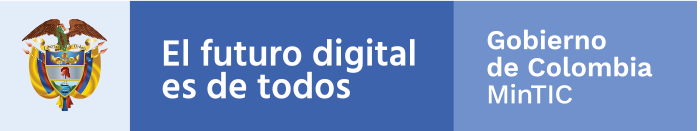 El futuro digital
es de todos
Gobierno
de Colombia
MinTIC